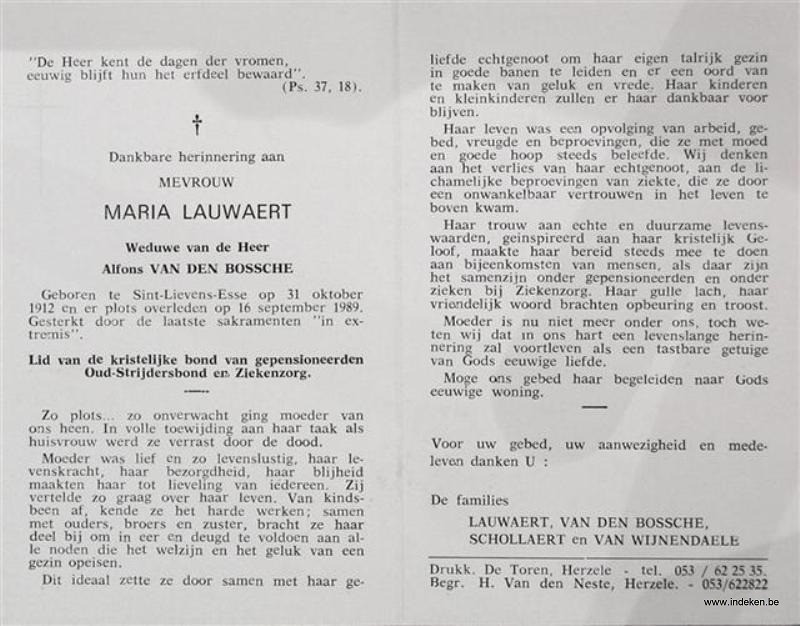 "De Heer kent de dagen der vromen,
eeuwig blijft hun het erfdeel bewaard".
(Ps. 37, 18).
†
Dankbare herinnering aan
MEVROUW
MARIA LAUWAERT
Weduwe van de Heer
Alfons VAN DEN BOSSCHE
Geboren te Sint-Lievens-Esse op 31 oktober
1912 en er plots overleden op 16 september 1989.
Gesterkt door de laatste sakramenten "in ex-
tremis".
Lid van de kristelijke bond van gepensioneerden
Oud-Strijdersbond en Ziekenzorg.
Zo plots... zo onverwacht ging moeder van
ons heen. In volle toewijding aan haar taak als
huisvrouw werd ze verrast door de dood.
Moeder was lief en zo levenslustig, haar le-
venskracht, haar bezorgdheid, haar blijheid
maakten haar tot lieveling van iedereen. Zij
vertelde zo graag over haar leven. Van kinds-
been af, kende ze het harde werken; samen
met ouders, broers en zuster, bracht ze haar
deel bij om in eer en deugd te voldoen aan al-
le noden die het welzijn en het geluk van een
gezin opeisen.
Dit ideaal zette ze door samen met haar ge-
liefde echtgenoot om haar eigen talrijk gezin
in goede banen te leiden en er een oord van
te maken van geluk en vrede. Haar kinderen
en kleinkinderen zullen er haar dankbaar voor
blijven.
Haar leven was een opvolging van arbeid, ge-
bed, vreugde en beproevingen, die ze met moed
en goede hoop steeds beleefde. Wij denken
aan het verlies van haar echtgenoot, aan de li-
chamelijke beproevingen van ziekte, die ze door
een onwankelbaar vertrouwen in het leven te
boven kwam.
Haar trouw aan echte en duurzame levens-
waarden, geinspireerd aan haar kristelijk Ge-
loof, maakte haar bereid steeds mee te doen
aan bijeenkomsten van mensen, als daar zijn
het samenzijn onder gepensioneerden en onder
zieken bij Ziekenzorg. Haar gulle lach, haar
vriendelijk woord brachten opbeuring en troost.
Moeder is nu niet meer onder ons, toch we-
ten wij dat in ons hart een levenslange herin-
nering zal voortleven als een tastbare getuige
van Gods eeuwige liefde.
Moge ons gebed haar begeleiden naar Gods
eeuwige woning.
Voor uw gebed, uw aanwezigheid en mede-
leven danken U :
De families
LAUWAERT, VAN DEN BOSSCHE,
SCHOLLAERT en VAN WIJNENDAELE
Drukk. De Toren, Herzele - tel. 053 / 62 25 35.
Begr. H. Van den Neste, Herzele. - 053/622822
www.indeken.be